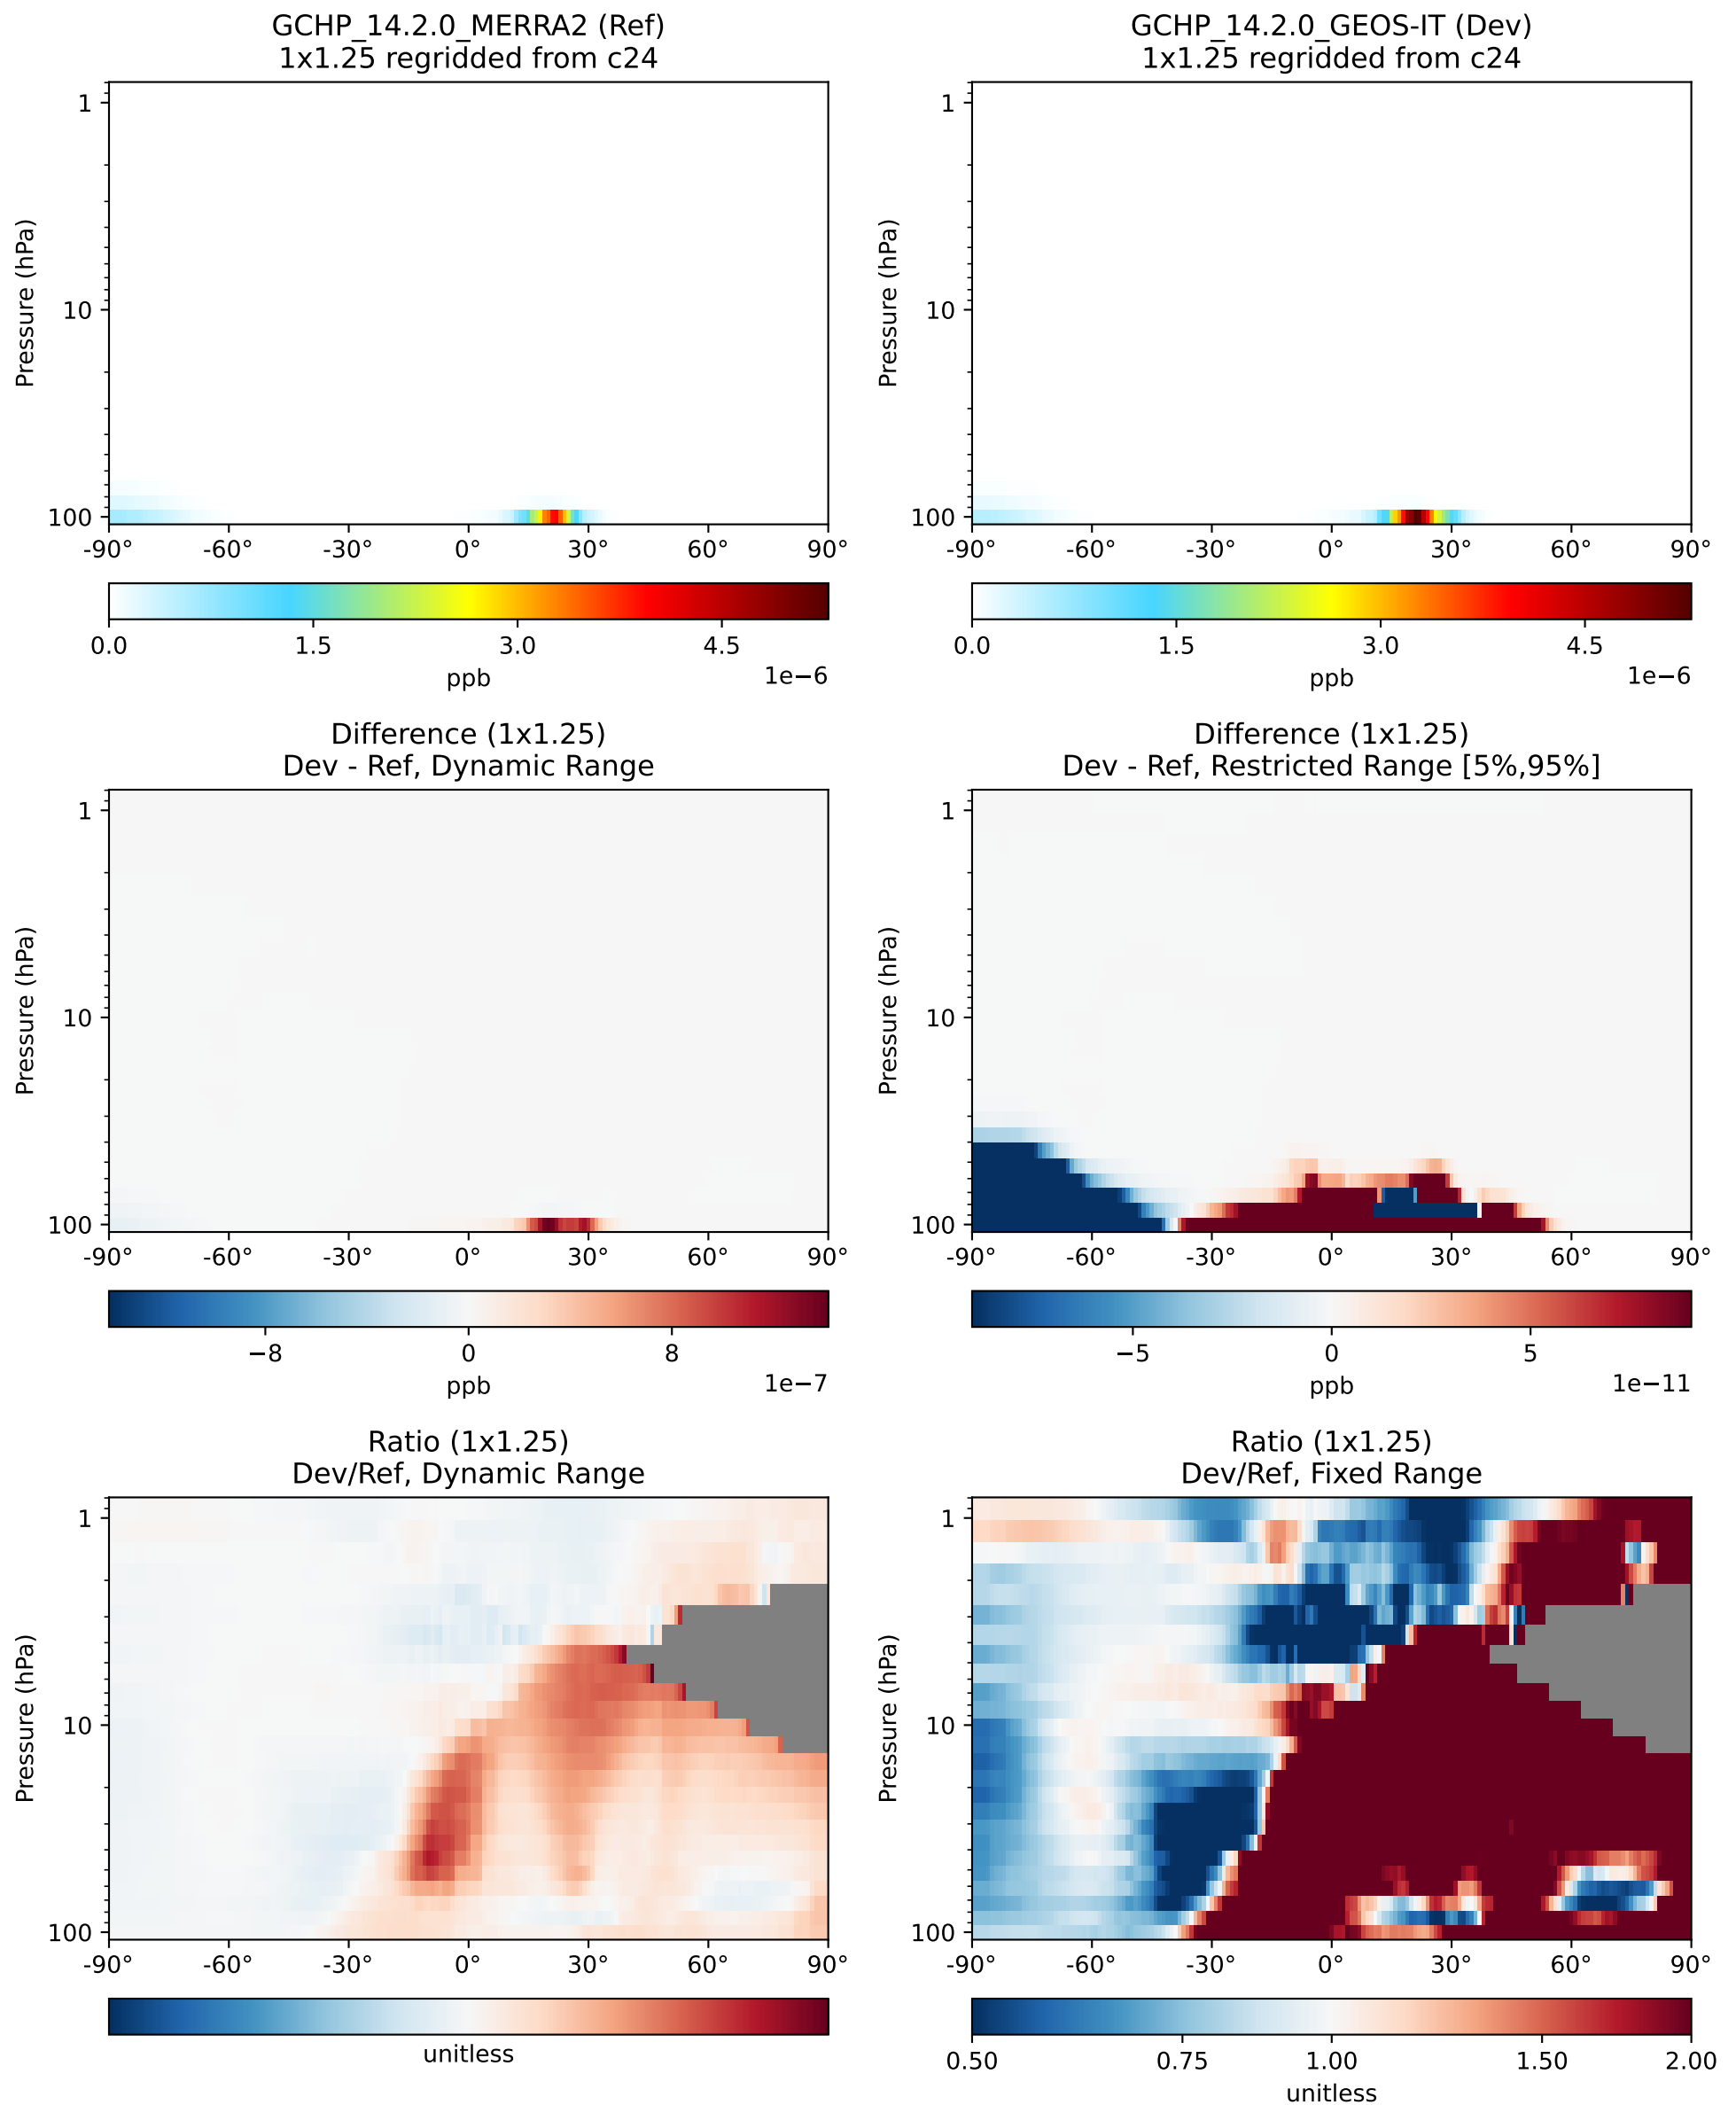 GCHP_14.2.0_MERRA2 (Ref)
1x1.25 regridded from c24
Pressure (hPa)
1
10
100
-90° -60° -30° 0° 30° 60° 90°
0.0 1.5 3.0 4.5
1e−6
ppb
GCHP_14.2.0_GEOS-IT (Dev)
1x1.25 regridded from c24
Pressure (hPa)
1
10
100
-90° -60° -30° 0° 30° 60° 90°
0.0 1.5 3.0 4.5
1e−6
ppb
Difference (1x1.25)
Dev - Ref, Dynamic Range
Pressure (hPa)
1
10
100
-90° -60° -30° 0° 30° 60° 90°
−8 0 8
1e−7
ppb
Difference (1x1.25)
Dev - Ref, Restricted Range [5%,95%]
Pressure (hPa)
1
10
100
-90° -60° -30° 0° 30° 60° 90°
−5 0 5
1e−11
ppb
Ratio (1x1.25)
Dev/Ref, Dynamic Range
Pressure (hPa)
1
10
100
-90° -60° -30° 0° 30° 60° 90°
unitless
Ratio (1x1.25)
Dev/Ref, Fixed Range
Pressure (hPa)
1
10
100
-90° -60° -30° 0° 30° 60° 90°
0.50 0.75 1.00 1.50 2.00
unitless